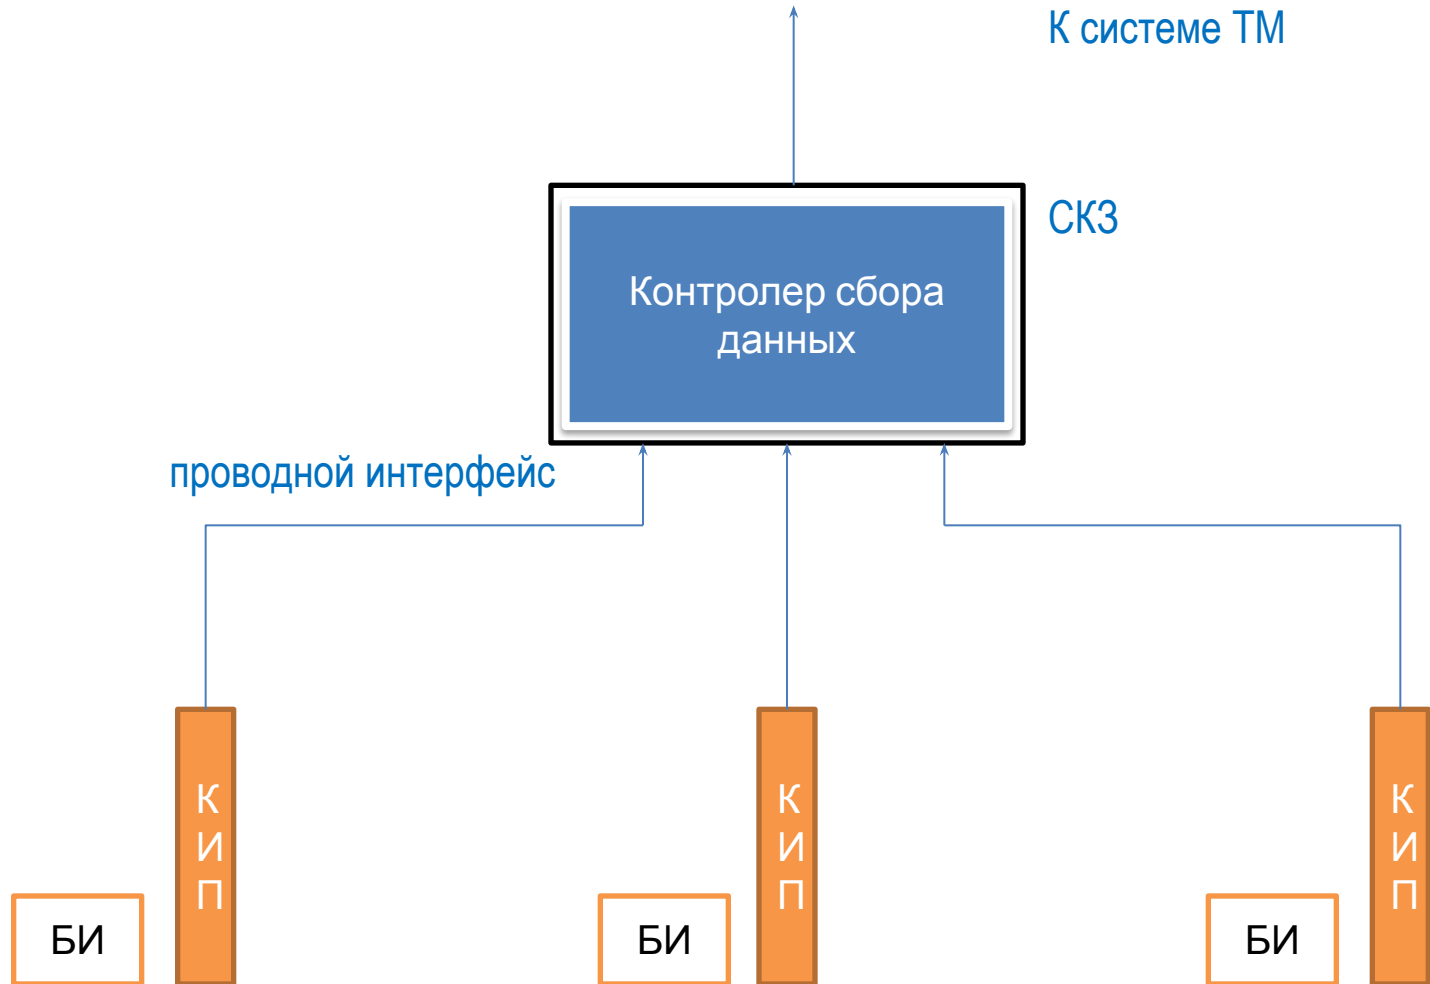 К системе ТМ
СКЗ
Контролер сбора
данных
проводной интерфейс
К
И
П
К
И
П
К
И
П
БИ
БИ
БИ